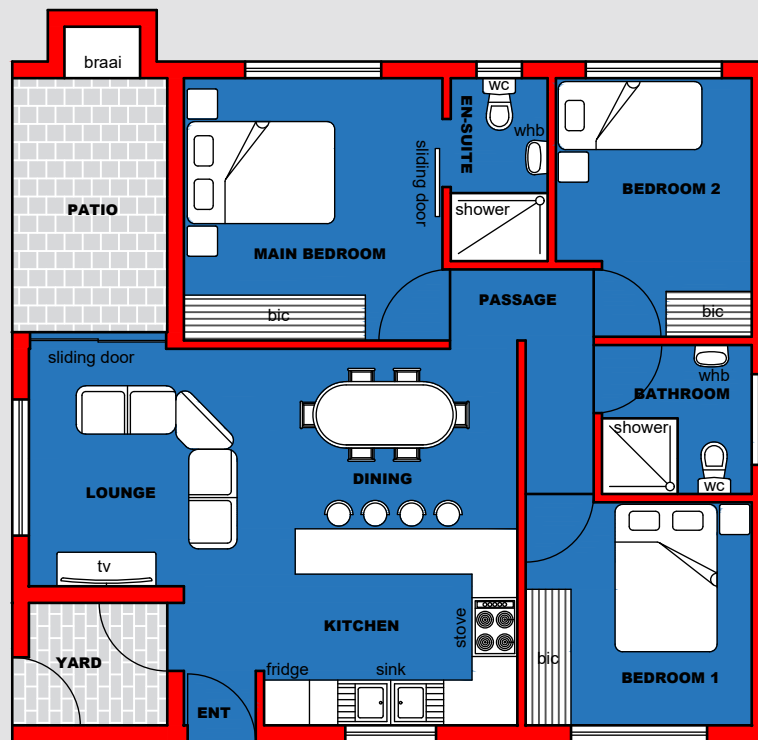 braai
wc
EN-SUITE
whb
sliding door
BEDROOM 2
PATIO
shower
MAIN BEDROOM
PASSAGE
bic
bic
sliding door
whb
BATHROOM
shower
DINING
LOUNGE
wc
tv
KITCHEN
stove
bic
YARD
fridge
sink
BEDROOM 1
ENT